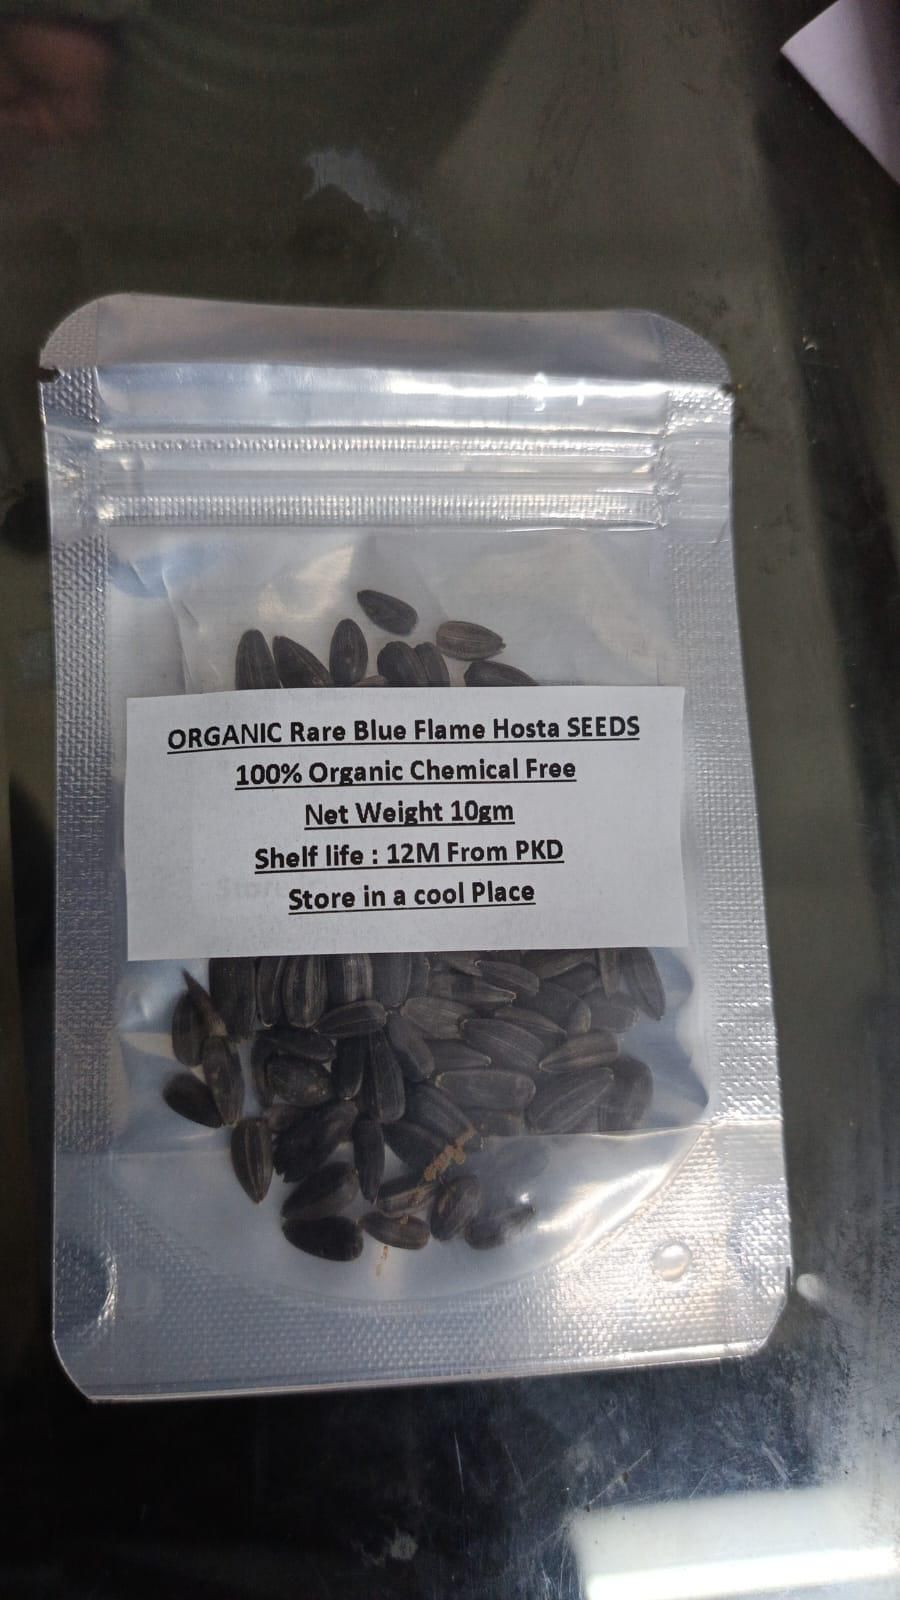 ORGANIC Rare Blue Flame Hosta SEEDS
100% Organic Chemical Free
Net Weight 10gm
Shelf life : 12M From PKD
Store in a cool Place